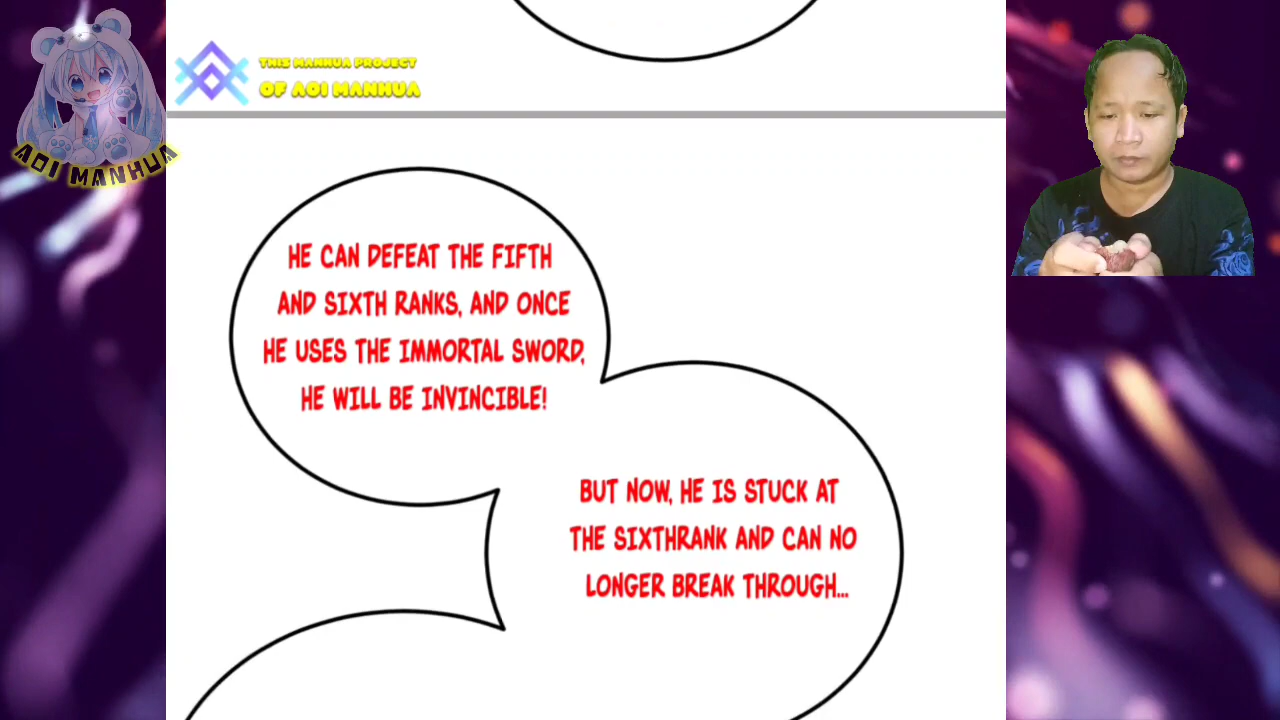 THIS MANHUA PROJECT
OF AOI MANHUA
AOI MANHUA
HE CAN DEFEAT THE FIFTH
AND SIXTH RANKS, AND ONCE
HE USES THE IMMORTAL SWORD,
HE WILL BE INVINCIBLE!
BUT NOW, HE IS STUCK AT
THE SIXTHRANK AND CAN NO
LONGER BREAK THROUGH...